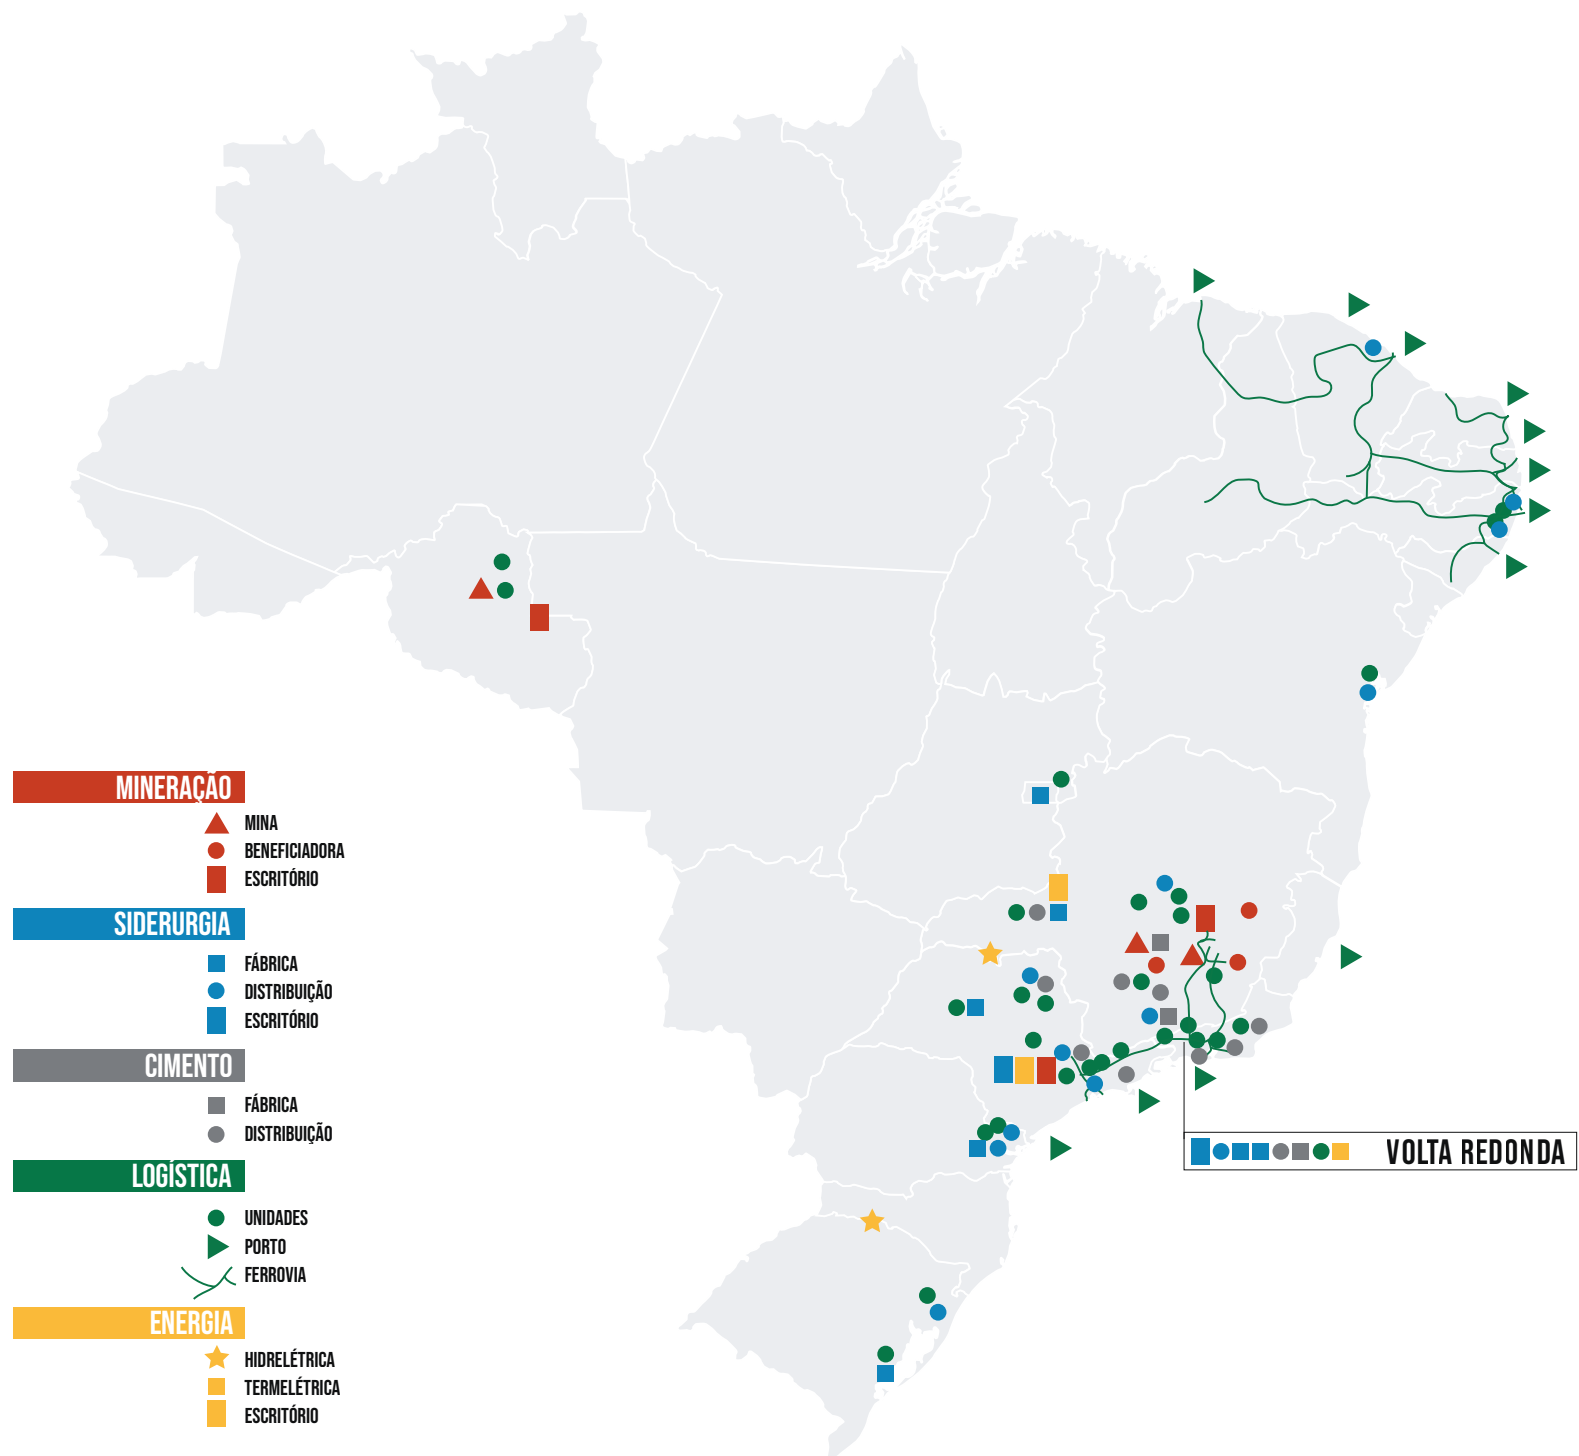 MINERAÇÃO
MINA
BENEFICIADORA
ESCRITÓRIO
SIDERURGIA
FÁBRICA
DISTRIBUIÇÃO
ESCRITÓRIO
CIMENTO
FÁBRICA
DISTRIBUIÇÃO
LOGÍSTICA
UNIDADES
PORTO
FERROVIA
ENERGIA
HIDRELÉTRICA
TERMELÉTRICA
ESCRITÓRIO
VOLTA REDONDA